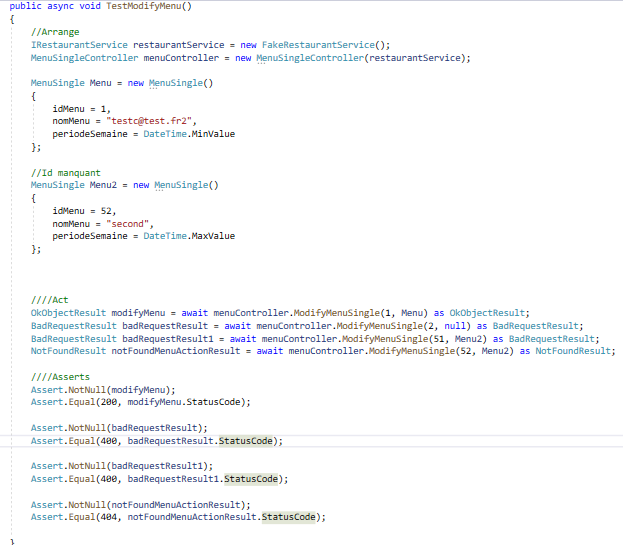 public async void TestModifyMenu()
{
//Arrange
IRestaurantService restaurantService = new FakeRestaurantService();
MenuSingleController menuController = new MenuSingleController(restaurantService);
MenuSingle Menu = new MenuSingle()
{
idMenu = 1,
nomMenu = "testc@test.fr2",
periodeSemaine = DateTime.MinValue
};
//Id manquant
MenuSingle Menu2 = new MenuSingle()
{
idMenu = 52,
nomMenu = "second",
periodeSemaine = DateTime.MaxValue
};
////Act
OkObjectResult modifyMenu = await menuController.ModifyMenuSingle(1, Menu) as OkObjectResult;
BadRequestResult badRequestResult = await menuController.ModifyMenuSingle(2, null) as BadRequestResult;
BadRequestResult badRequestResult1 = await menuController.ModifyMenuSingle(51, Menu2) as BadRequestResult;
NotFoundResult notFoundMenuActionResult = await menuController.ModifyMenuSingle(52, Menu2) as NotFoundResult;
////Asserts
Assert.NotNull(modifyMenu);
Assert.Equal(200, modifyMenu.StatusCode);
Assert.NotNull(badRequestResult);
Assert.Equal(400, badRequestResult.StatusCode);
Assert.NotNull(badRequestResult1);
Assert.Equal(400, badRequestResult1.StatusCode);
Assert.NotNull(notFoundMenuActionResult);
Assert.Equal(404, notFoundMenuActionResult.StatusCode);
}